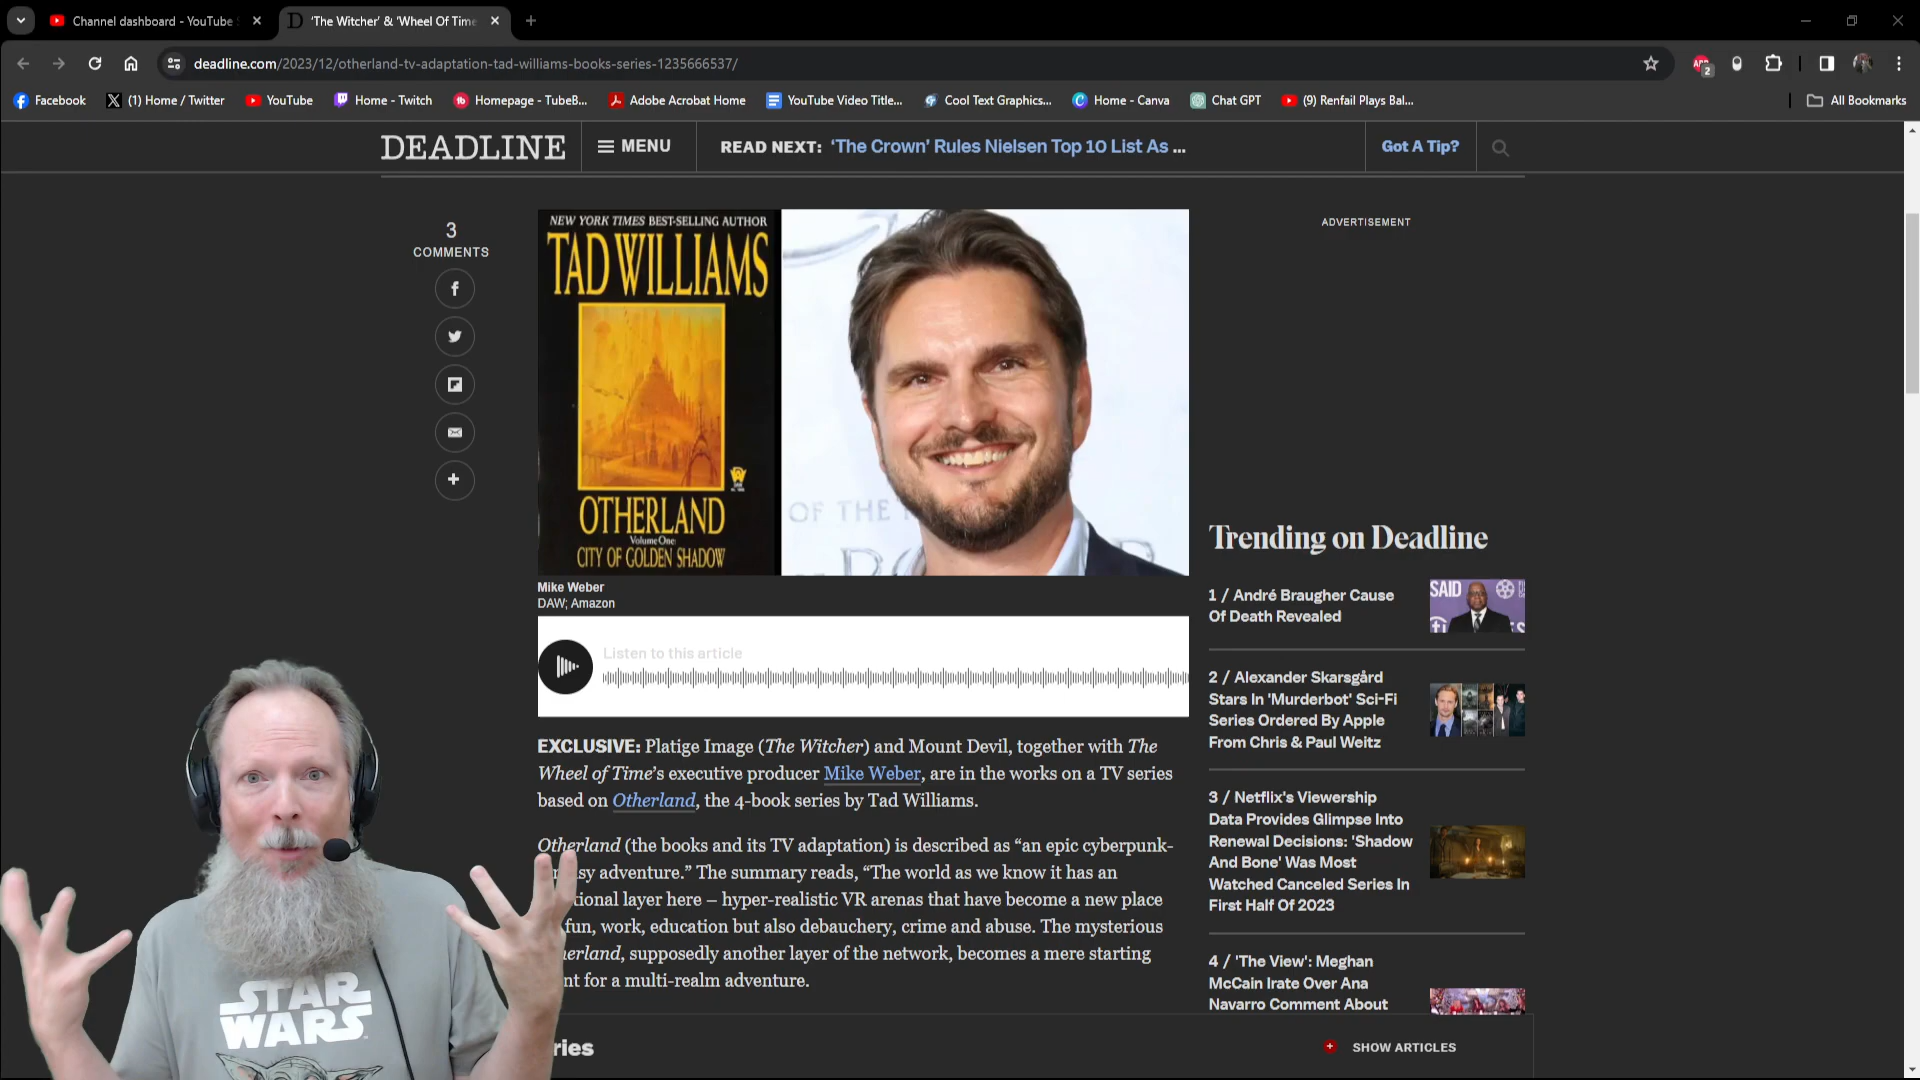 Channel dashboard - YouTube
'The Witcher' & 'Wheel Of Time
deadline.com/2023/12/otherland-tv-adaptation-tad-williams-books-series-1235666537/
2
Facebook
(1) Home / Twitter
YouTube
Home - Twitch
Homepage - TubeB...
Adobe Acrobat Home
YouTube Video Title...
Cool Text Graphics...
Home - Canva
Chat GPT
(9) Renfail Plays Bal...
All Bookmarks
DEADLINE
MENU
READ NEXT: 'The Crown' Rules Nielsen Top 10 List As ...
Got A Tip?
3
COMMENTS
NEW YORK TIMES BEST-SELLING AUTHOR
TAD WILLIAMS
OTHERLAND
Volume One:
CITY OF GOLDEN SHADOW
OF THE
Mike Weber
DAW; Amazon
Listen to this article
EXCLUSIVE: Platige Image (The Witcher) and Mount Devil, together with The
Wheel of Time's executive producer Mike Weber, are in the works on a TV series
based on Otherland, the 4-book series by Tad Williams.
Otherland (the books and its TV adaptation) is described as "an epic cyberpunk-
sy adventure." The summary reads, "The world as we know it has an
tional layer here – hyper-realistic VR arenas that have become a new place
fun, work, education but also debauchery, crime and abuse. The mysterious
erland, supposedly another layer of the network, becomes a mere starting
nt for a multi-realm adventure.
ries
ADVERTISEMENT
Trending on Deadline
1 / André Braugher Cause
Of Death Revealed
SAID
2 / Alexander Skarsgård
Stars In 'Murderbot' Sci-Fi
Series Ordered By Apple
From Chris & Paul Weitz
3 / Netflix's Viewership
Data Provides Glimpse Into
Renewal Decisions: 'Shadow
And Bone' Was Most
Watched Canceled Series In
First Half Of 2023
4 / 'The View': Meghan
McCain Irate Over Ana
Navarro Comment About
SHOW ARTICLES
STAR
WARS